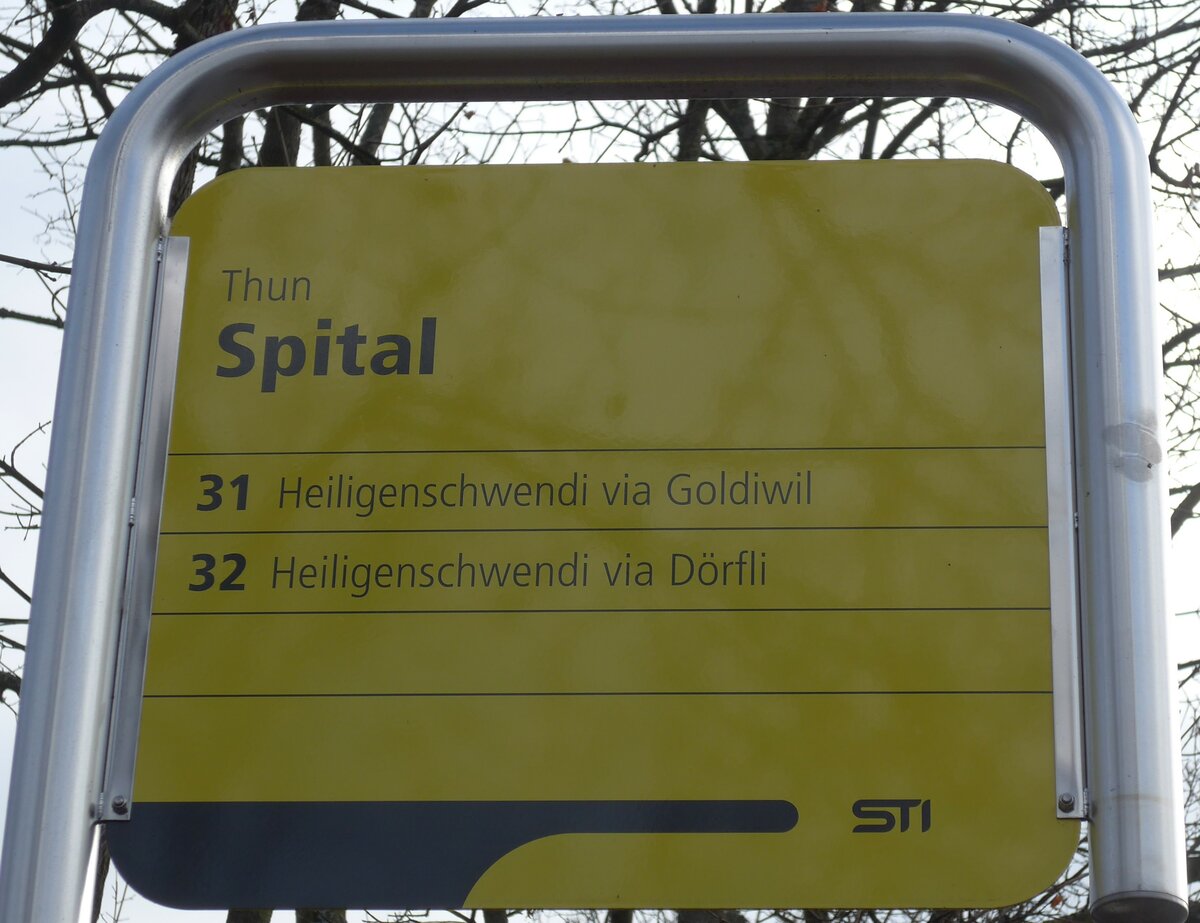 Thun
Spital
31 Heiligenschwendi via Goldiwil
32 Heiligenschwendi via Dörfli
STI